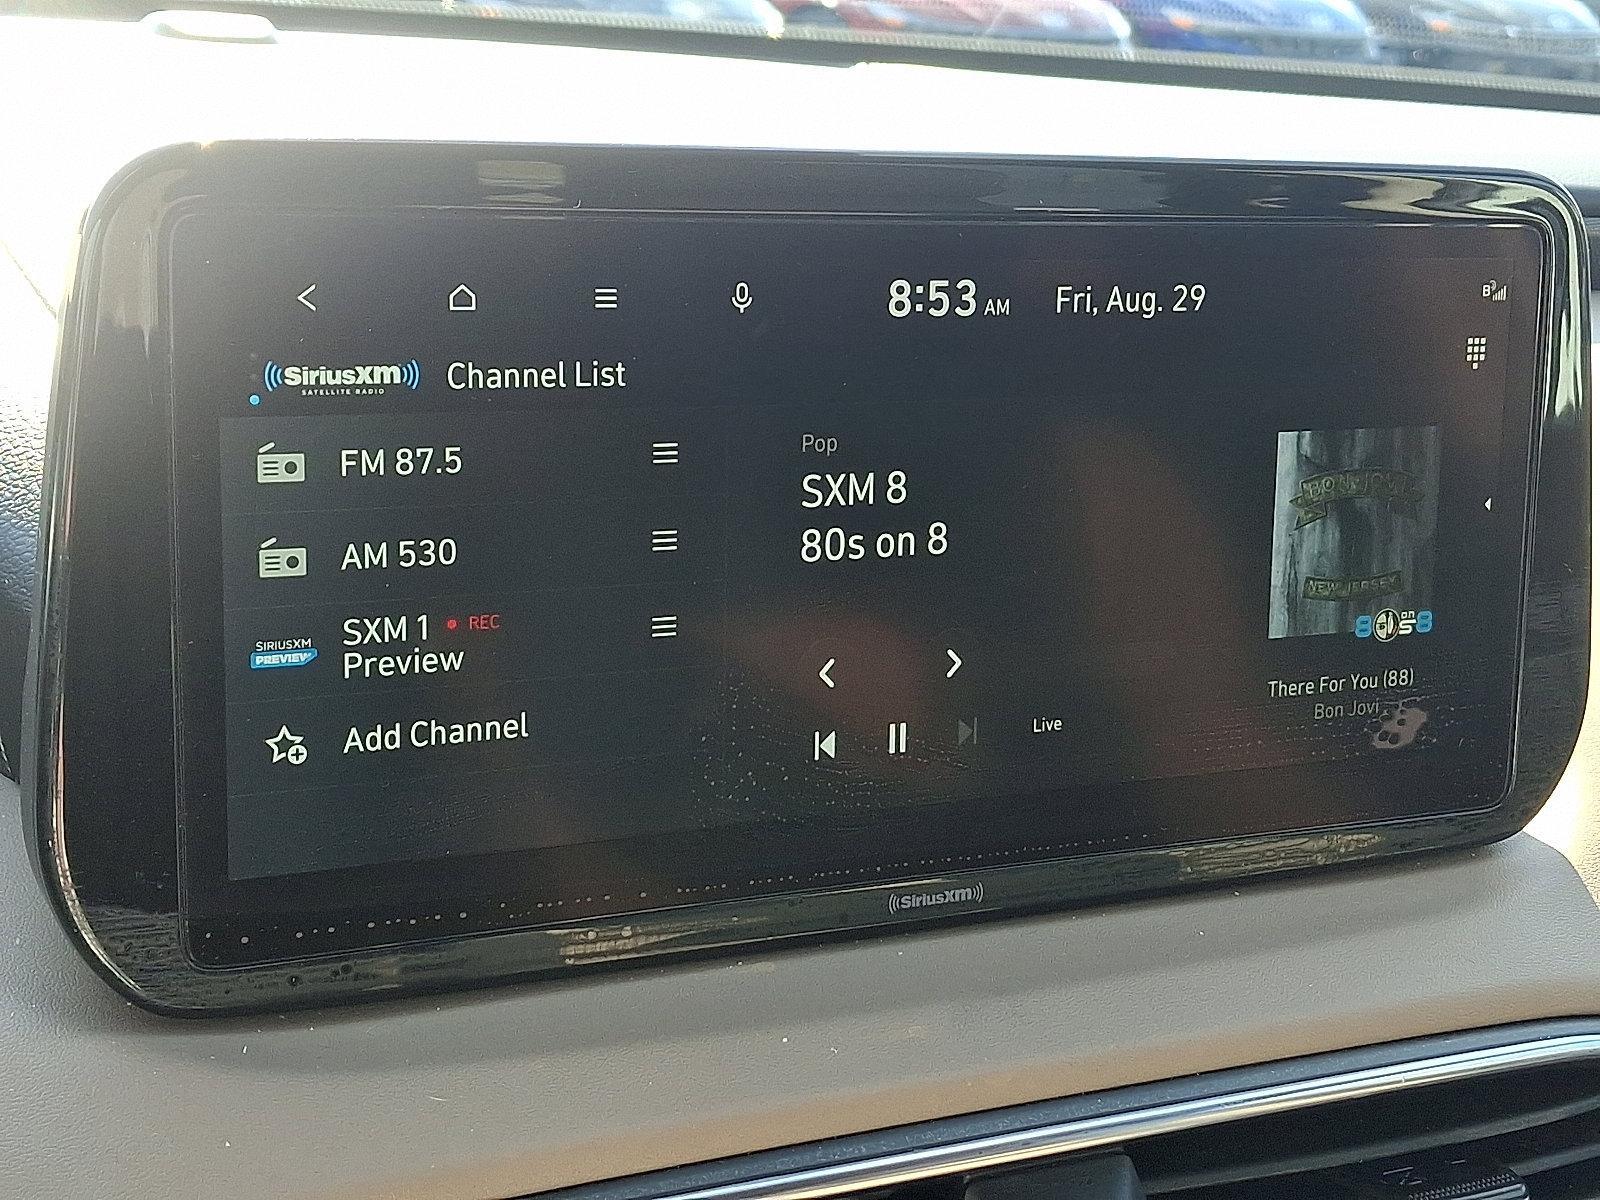 8:53 AM Fri, Aug. 29
B
SiriusXM Channel List
SATELLITE RADIO
FM 87.5
AM 530
SIRIUSXM
PREVIEW
SXM 1 REC
Preview
Add Channel
Pop
SXM 8
80s on 8
Live
BON JOVI
NEW JERSEY
80s on 8
There For You (88)
Bon Jovi
SiriusXM